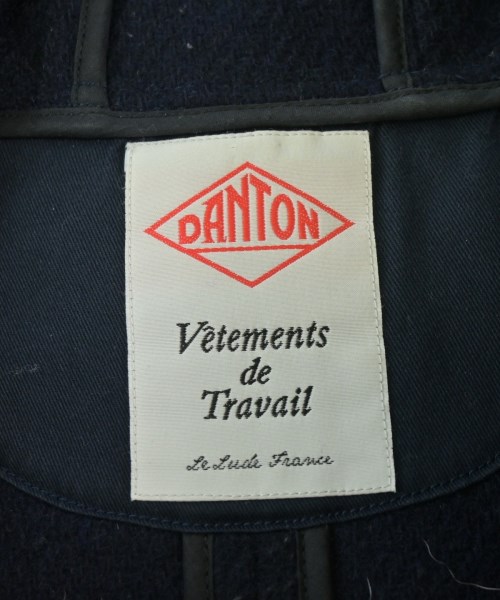 DANTON
Vêtements
de
Travail
Le Lude France